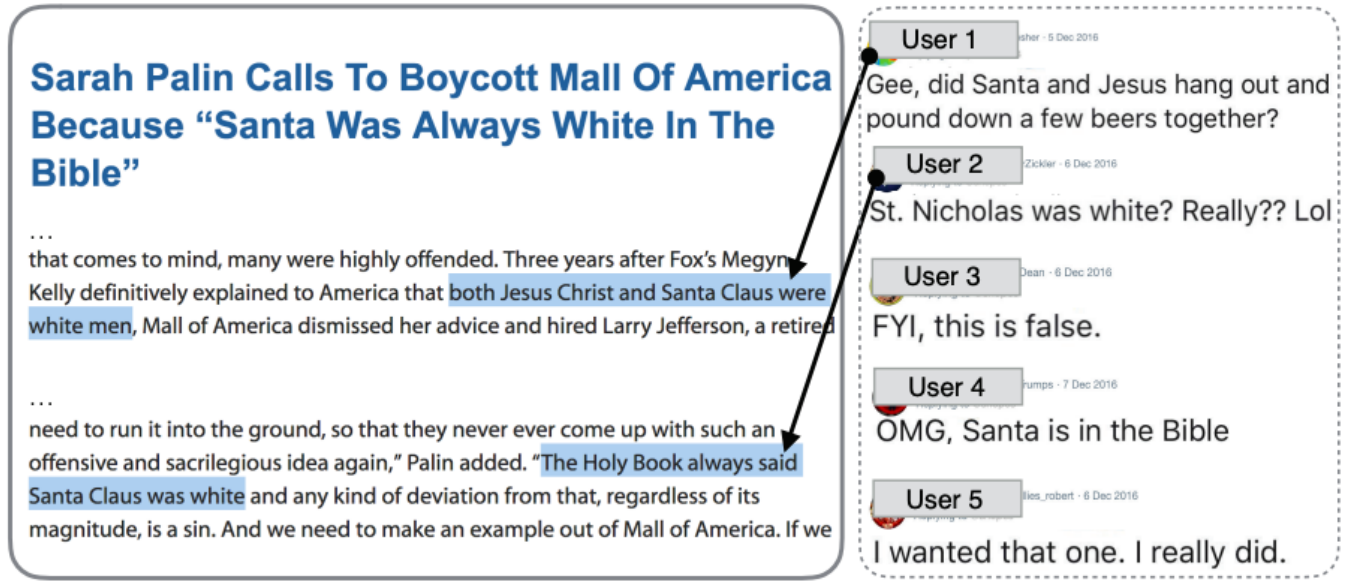 Sarah Palin Calls To Boycott Mall Of America
Because “Santa Was Always White In The
Bible”
...
that comes to mind, many were highly offended. Three years after Fox’s Megyn
Kelly definitively explained to America that both Jesus Christ and Santa Claus were
white men, Mall of America dismissed her advice and hired Larry Jefferson, a retired
...
need to run it into the ground, so that they never ever come up with such an
offensive and sacrilegious idea again,” Palin added. “The Holy Book always said
Santa Claus was white and any kind of deviation from that, regardless of its
magnitude, is a sin. And we need to make an example out of Mall of America. If we
User 1
sher · 5 Dec 2016
Gee, did Santa and Jesus hang out and
pound down a few beers together?
User 2
Zickler · 6 Dec 2016
St. Nicholas was white? Really?? Lol
User 3
Dean · 6 Dec 2016
FYI, this is false.
User 4
rumps · 7 Dec 2016
OMG, Santa is in the Bible
User 5
llies_robert · 6 Dec 2016
I wanted that one. I really did.